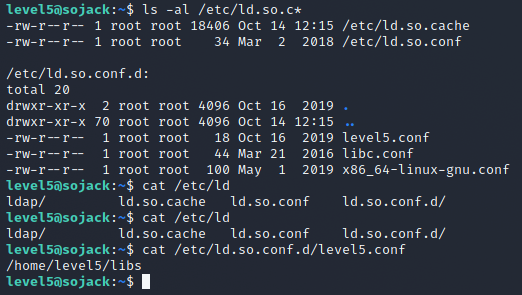 level5@sojack:~$ ls -al /etc/ld.so.c*
-rw-r--r-- 1 root root 18406 Oct 14 12:15 /etc/ld.so.cache
-rw-r--r-- 1 root root    34 Mar  2  2018 /etc/ld.so.conf

/etc/ld.so.conf.d:
total 20
drwxr-xr-x  2 root root 4096 Oct 16  2019 .
drwxr-xr-x 70 root root 4096 Oct 14 12:15 ..
-rw-r--r--  1 root root   18 Oct 16  2019 level5.conf
-rw-r--r--  1 root root   44 Mar 21  2016 libc.conf
-rw-r--r--  1 root root  100 May  1  2019 x86_64-linux-gnu.conf
level5@sojack:~$ cat /etc/ld
ldap/        ld.so.cache  ld.so.conf   ld.so.conf.d/
level5@sojack:~$ cat /etc/ld
ldap/        ld.so.cache  ld.so.conf   ld.so.conf.d/
level5@sojack:~$ cat /etc/ld.so.conf.d/level5.conf
/home/level5/libs
level5@sojack:~$